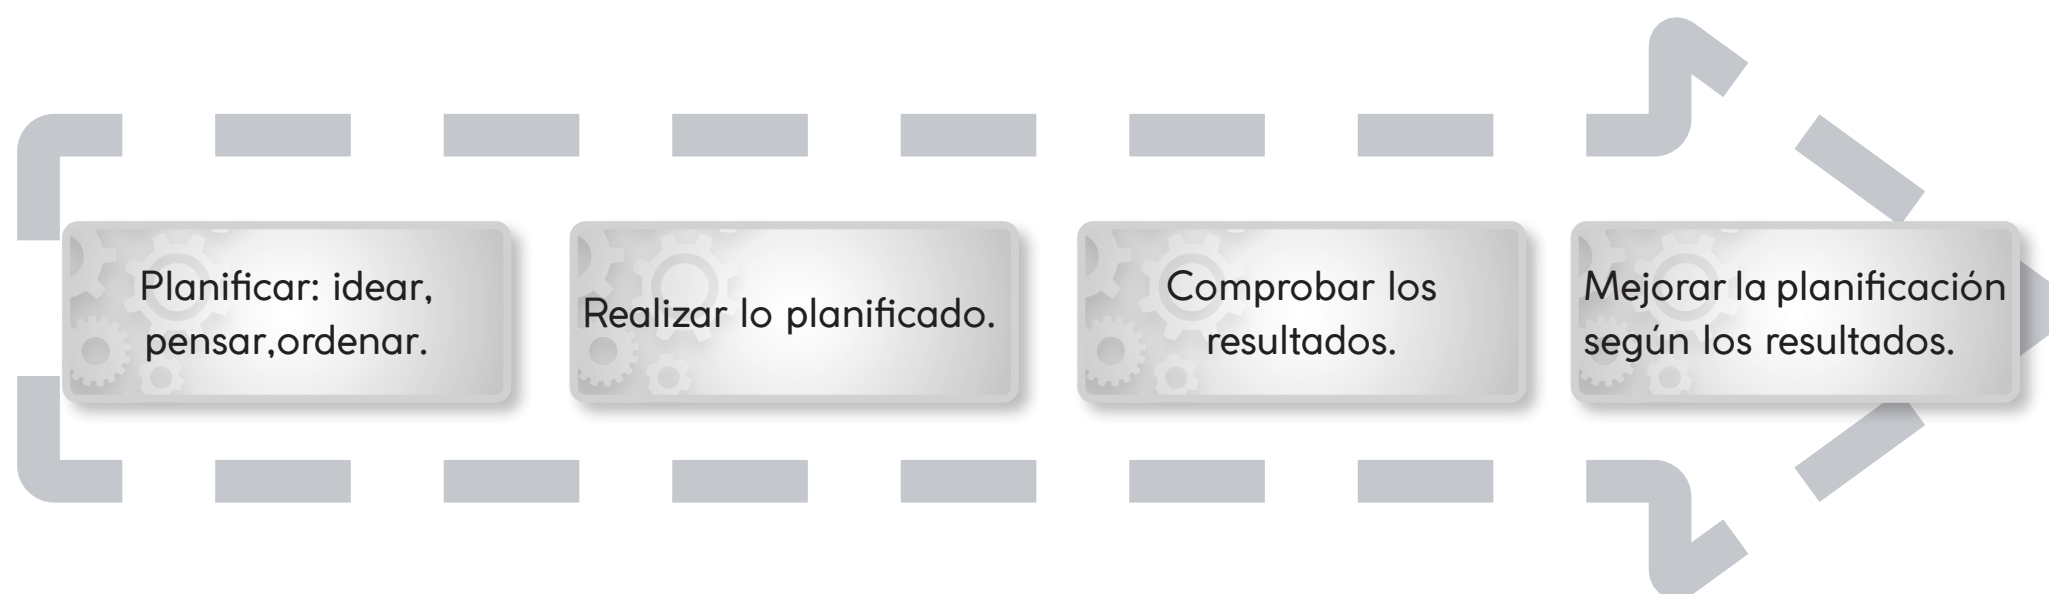 Planificar: idear,
pensar,ordenar.
Realizar lo planificado.
Comprobar los
resultados.
Mejorar la planificación
según los resultados.